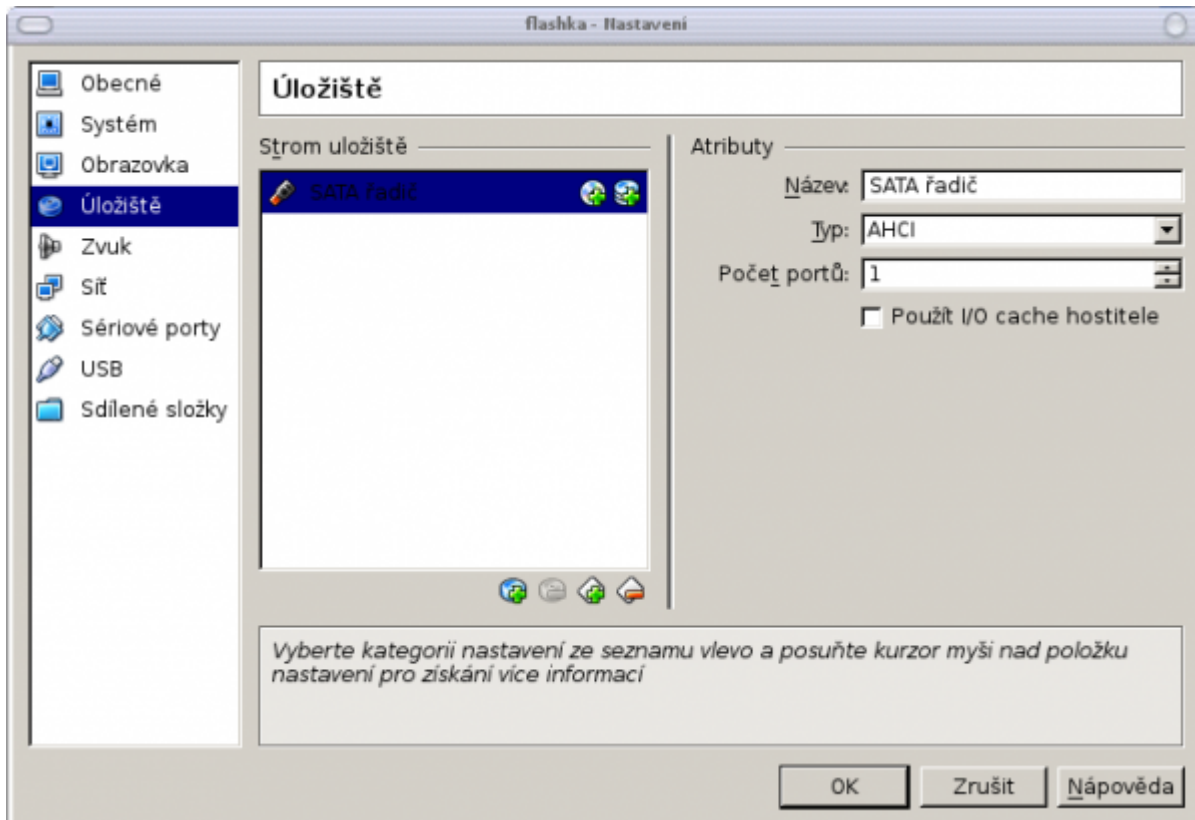 flashka - Nastavení
Obecné
Systém
Obrazovka
Úložiště
Zvuk
Síť
Sériové porty
USB
Sdílené složky
Úložiště
Strom uložiště
SATA řadič
Atributy
Název: SATA řadič
Typ: AHCI
Počet portů: 1
Použít I/O cache hostitele
Vyberte kategorii nastavení ze seznamu vlevo a posuňte kurzor myši nad položku
nastavení pro získání více informací
OK
Zrušit
Nápověda